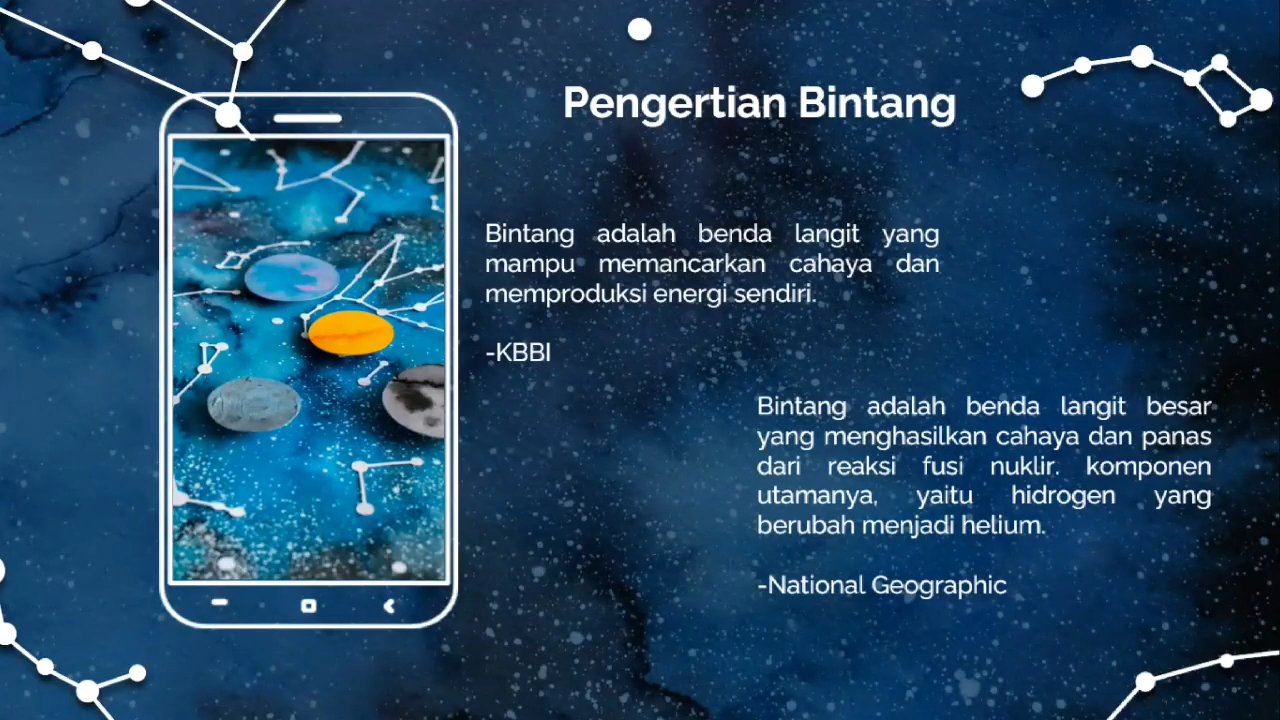 Pengertian Bintang
Bintang adalah benda langit yang
mampu memancarkan cahaya dan
memproduksi energi sendiri.
-KBBI
Bintang adalah benda langit besar
yang menghasilkan cahaya dan panas
dari reaksi fusi nuklir. komponen
utamanya, yaitu hidrogen yang
berubah menjadi helium.
-National Geographic